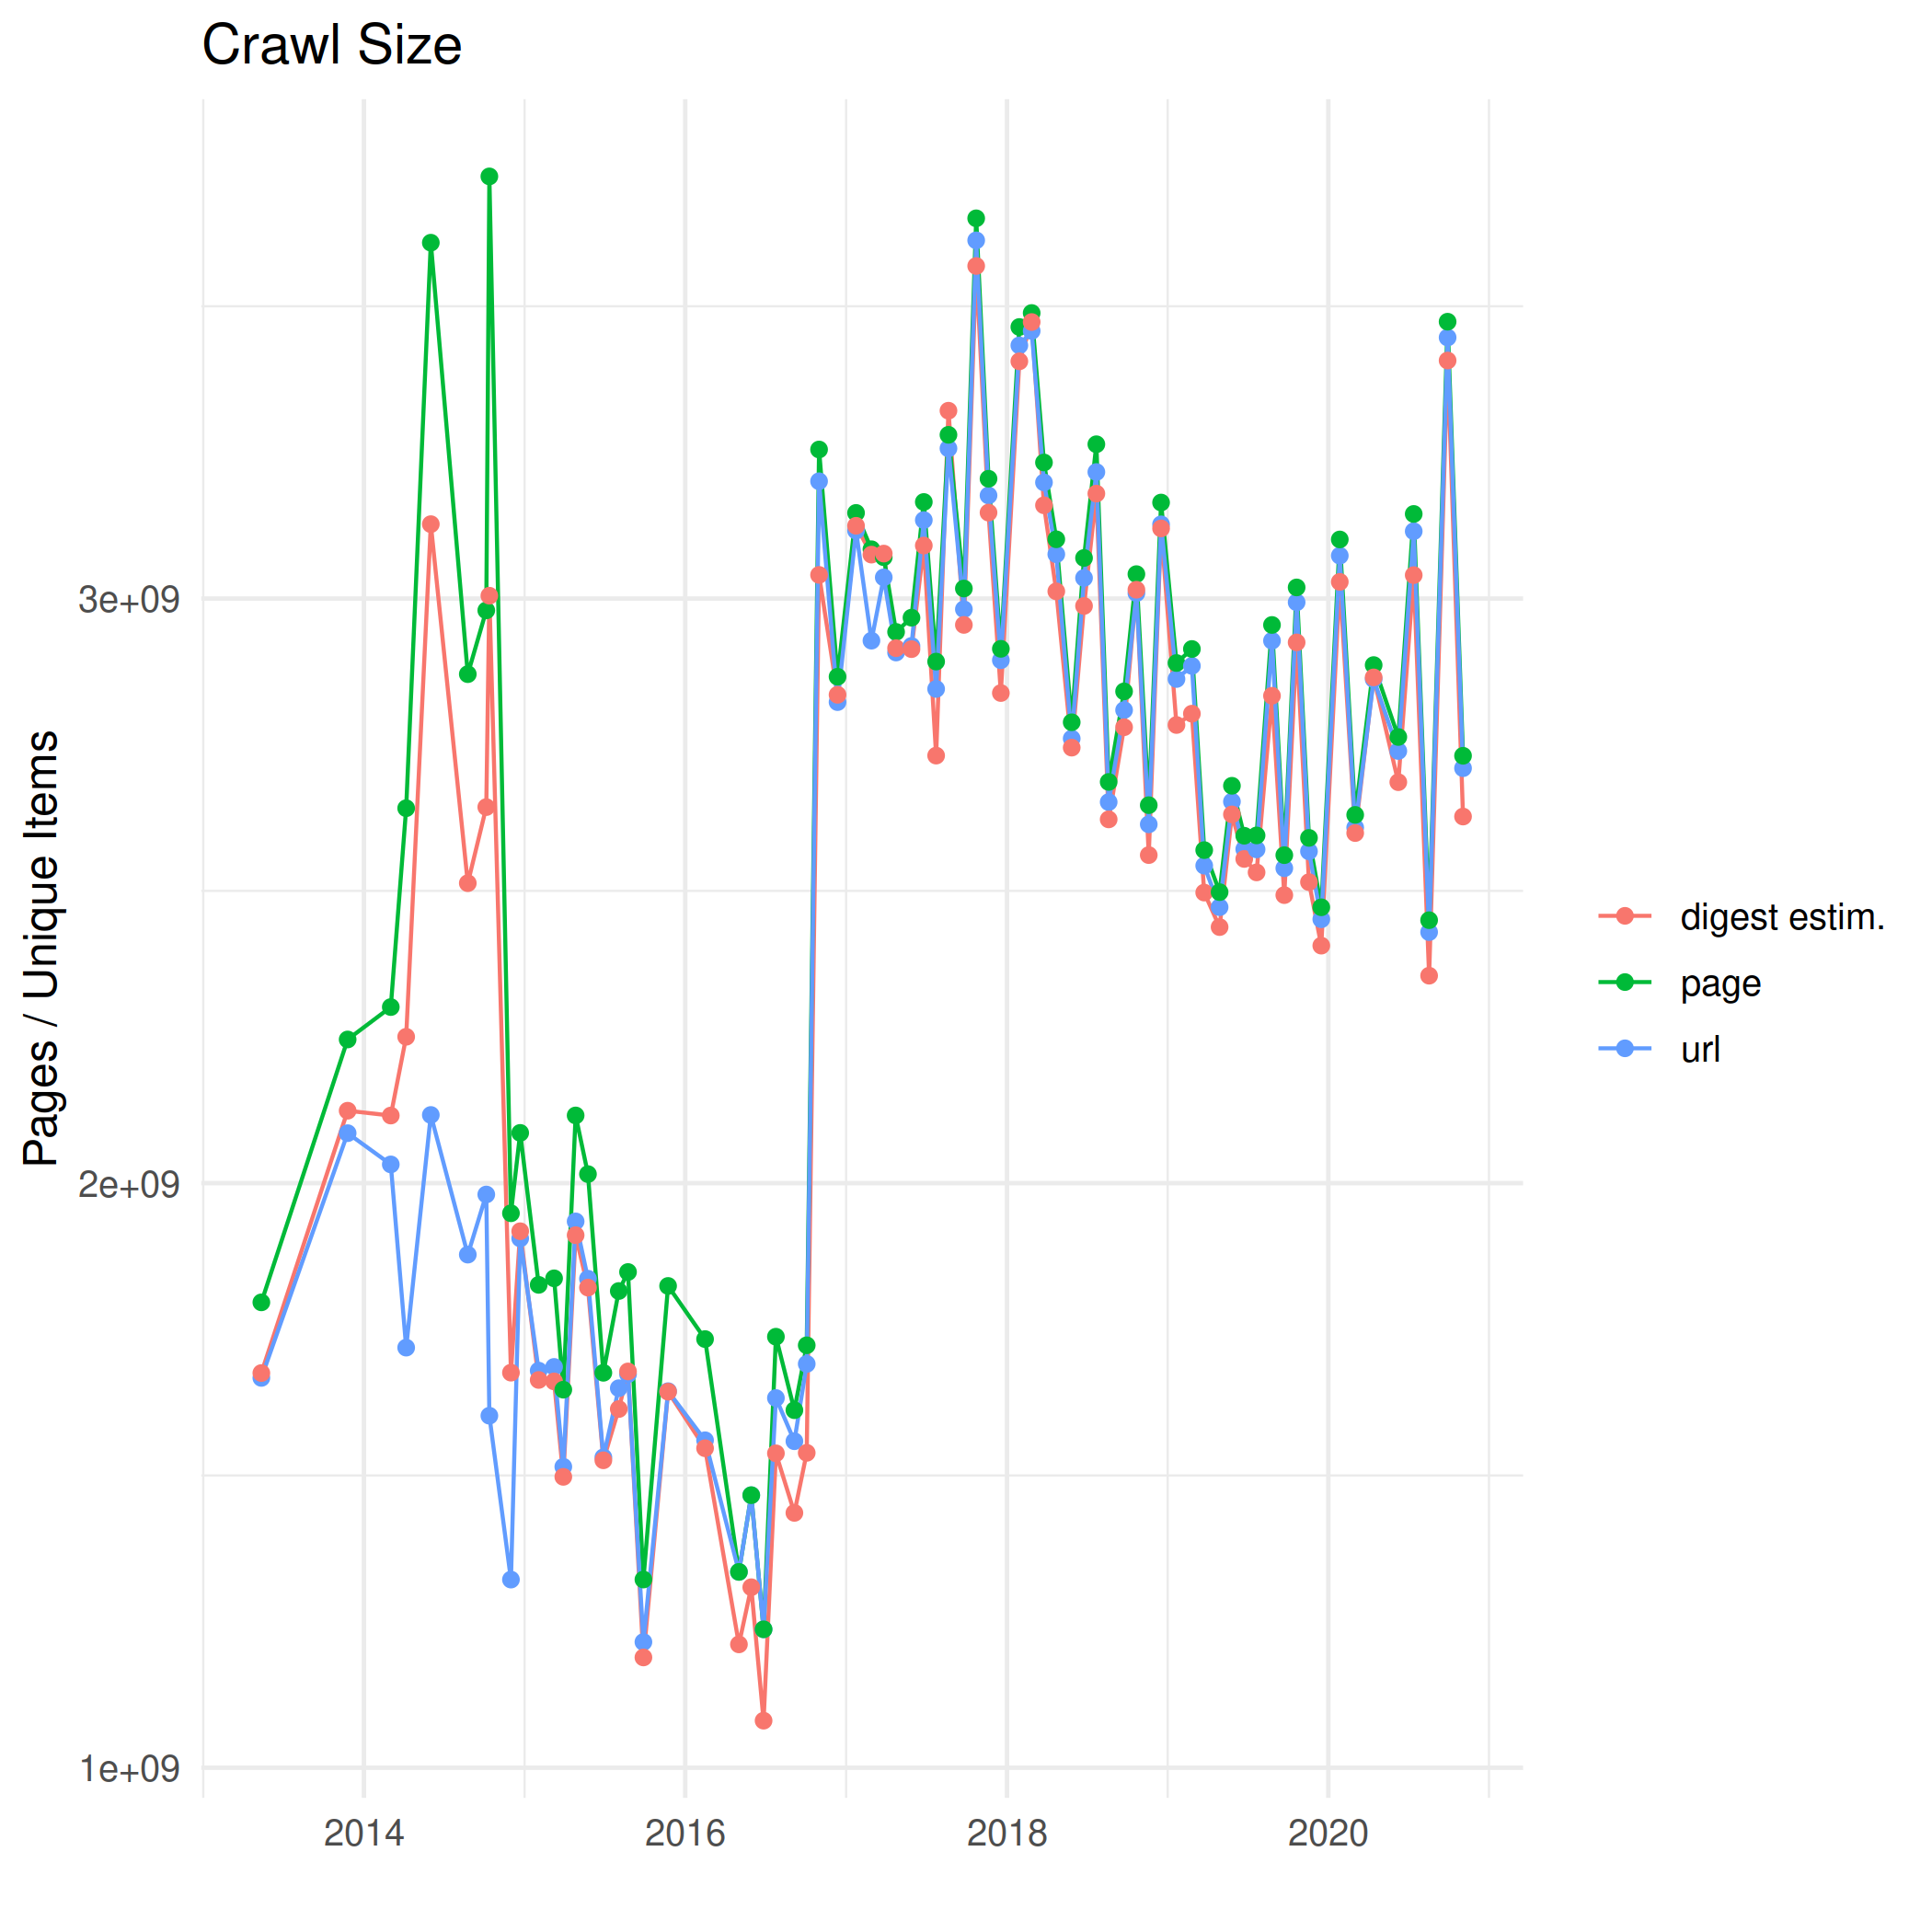 Crawl Size
Pages / Unique Items
3e+09
2e+09
1e+09
2014
2016
2018
2020
digest estim.
page
url